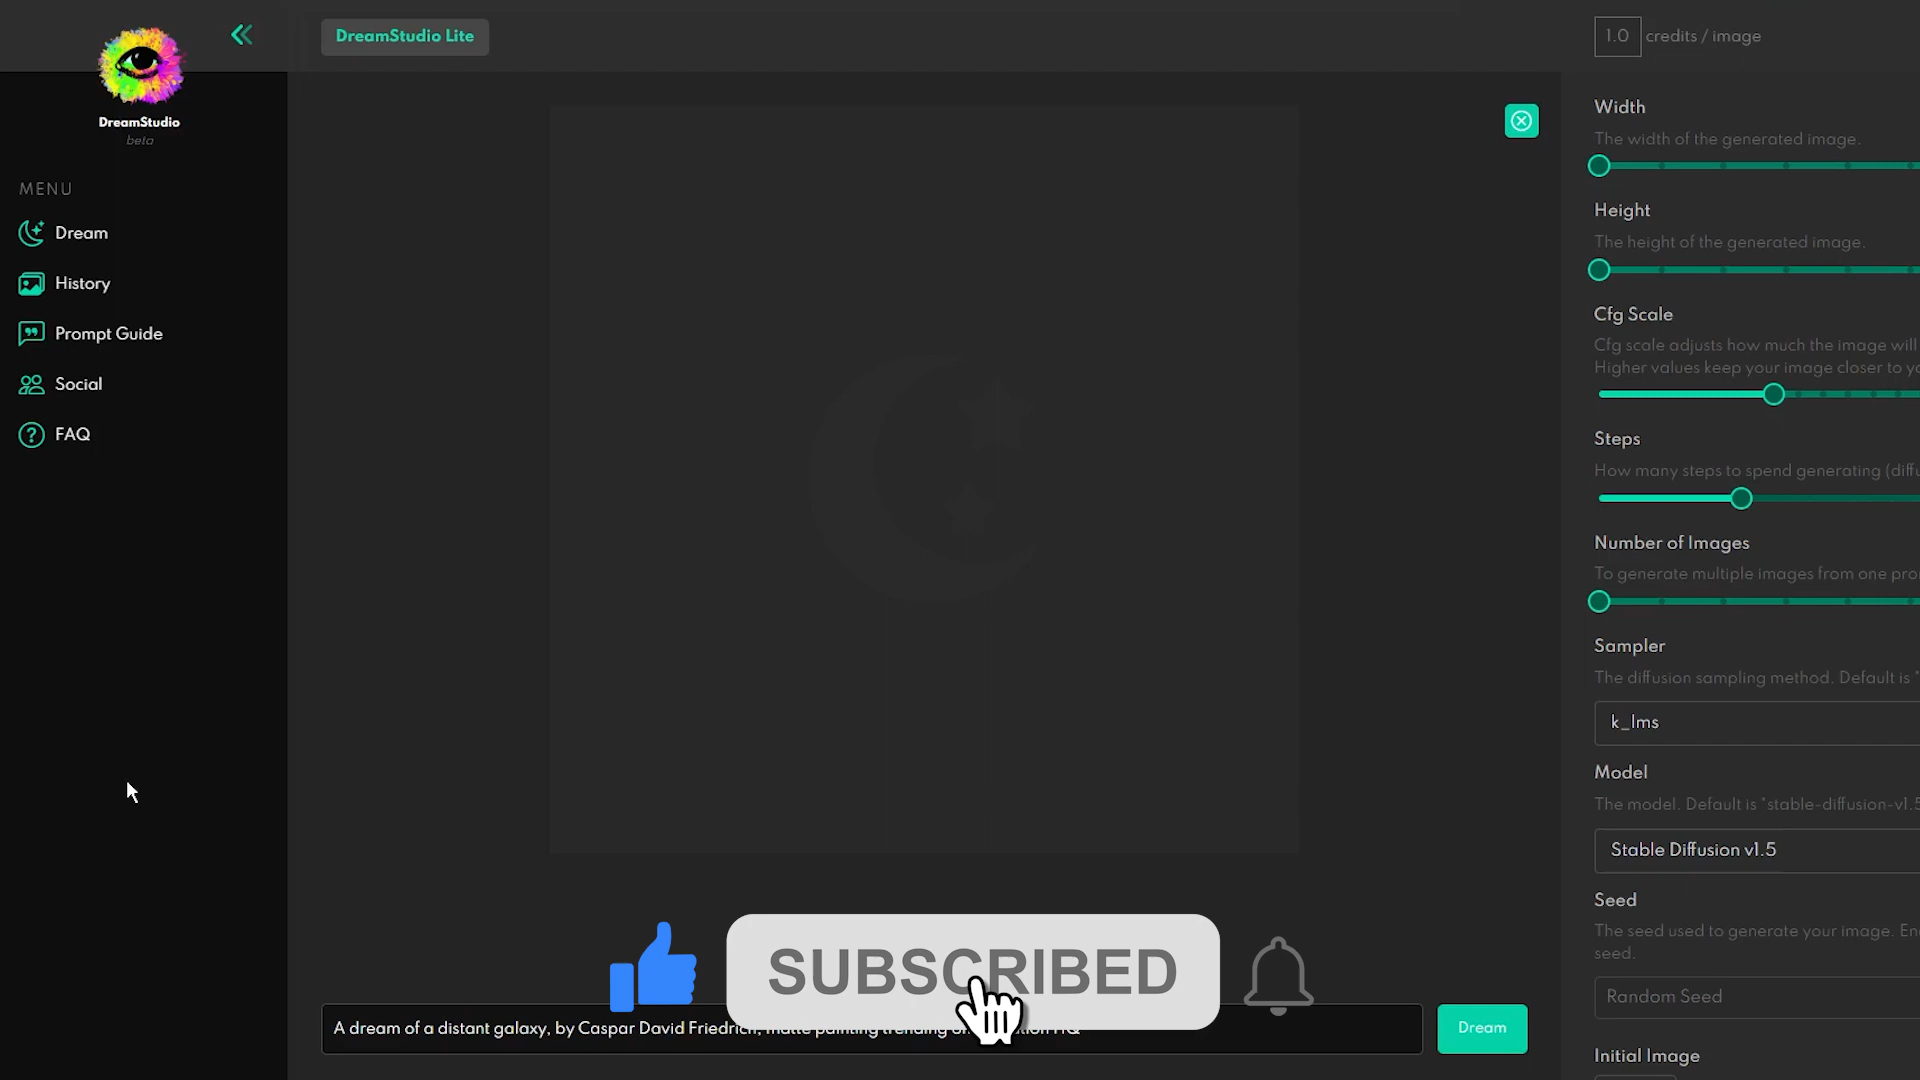 DreamStudio
beta
MENU
Dream
History
Prompt Guide
Social
FAQ
DreamStudio Lite
SUBSCRIBED
A dream of a distant galaxy, by Caspar David Friedrich, matte painting trending HQ
Dream
1.0 credits / image
Width
The width of the generated image.
Height
The height of the generated image.
Cfg Scale
Cfg scale adjusts how much the image will
Higher values keep your image closer to
Steps
How many steps to spend generating
Number of Images
To generate multiple images from one
Sampler
The diffusion sampling method. Default is "
k_lms
Model
The model. Default is "stable-diffusion-v1.5
Stable Diffusion v1.5
Seed
The seed used to generate your image.
seed.
Random Seed
Initial Image